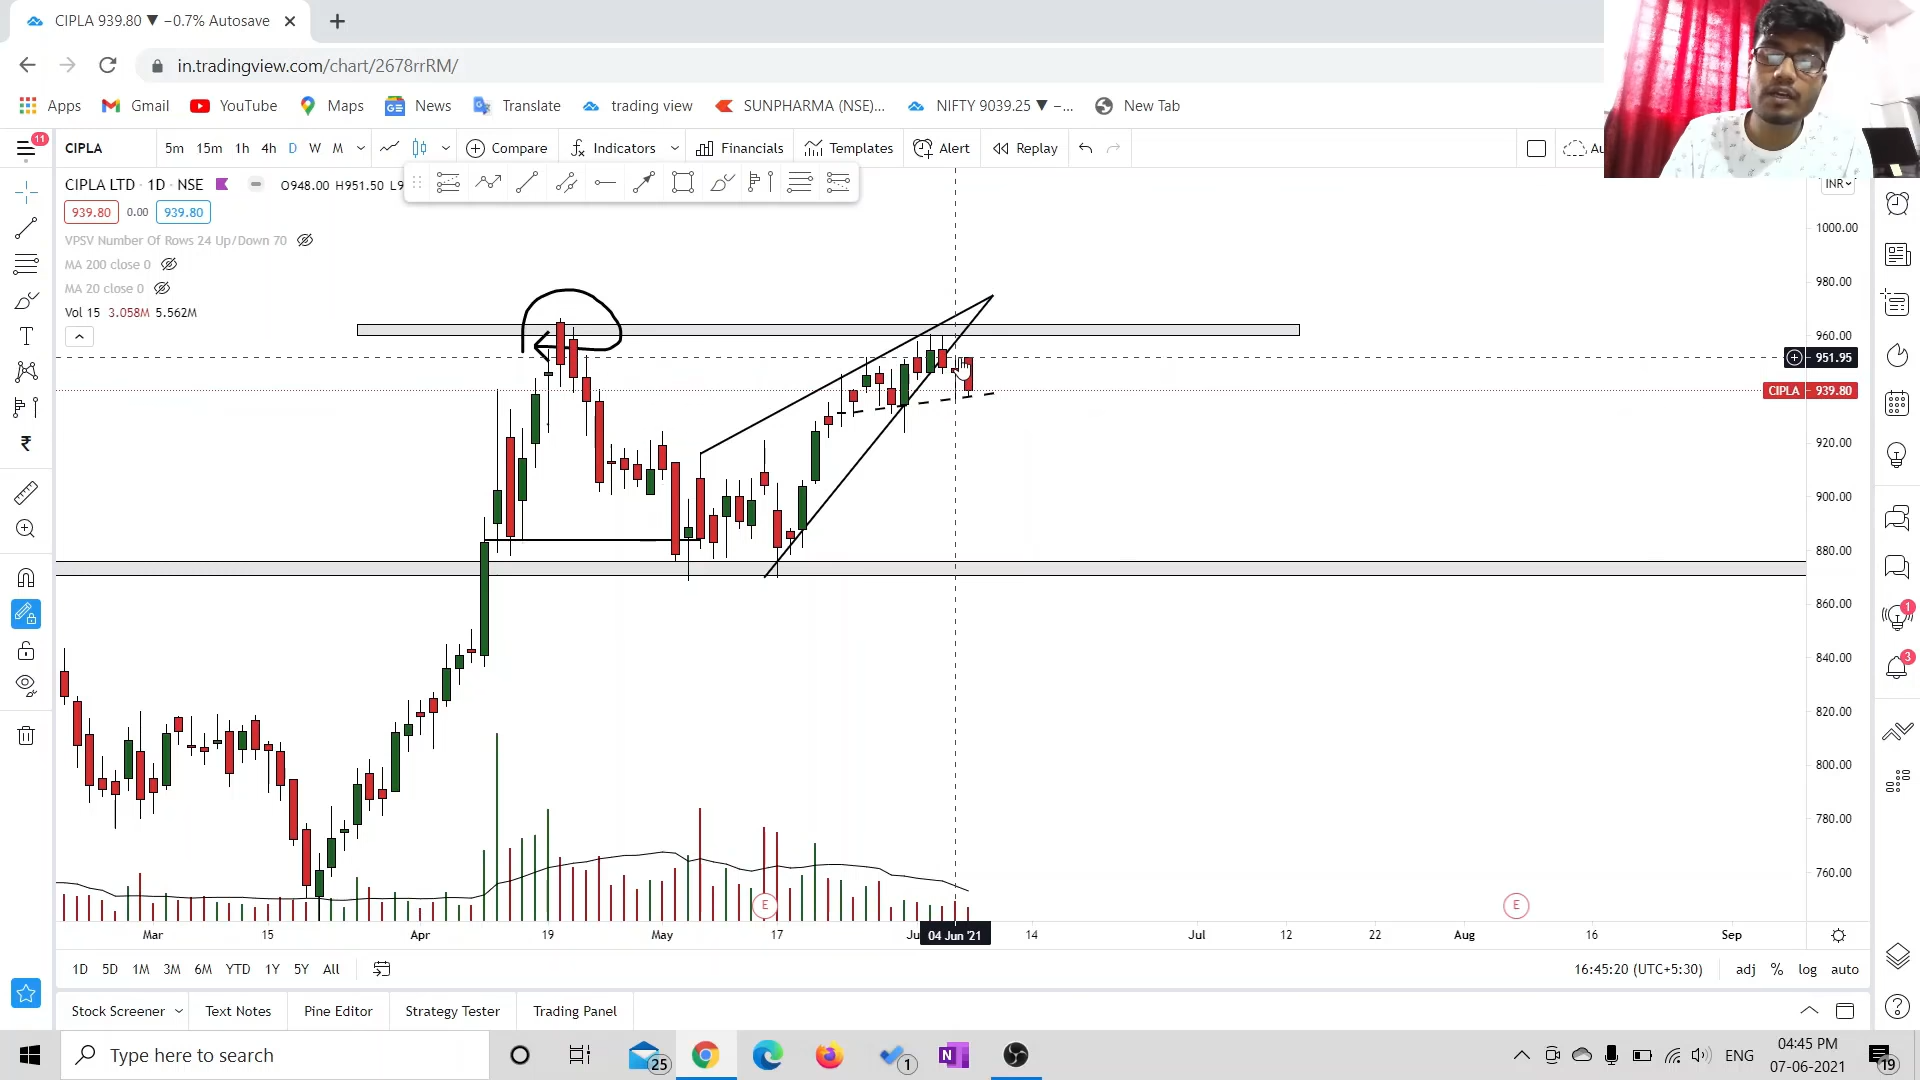 CIPLA 939.80 ▼ −0.7% Autosave
in.tradingview.com/chart/2678rrRM/
Apps Gmail YouTube Maps News Translate trading view SUNPHARMA (NSE)... NIFTY 9039.25 ▼ −... New Tab
11
CIPLA 5m 15m 1h 4h D W M Compare Indicators Financials Templates Alert Replay
CIPLA LTD · 1D · NSE O948.00 H951.50 L9
INR
939.80 0.00 939.80
VPSV Number Of Rows 24 Up/Down 70
MA 200 close 0
MA 20 close 0
Vol 15 3.058M 5.562M
1000.00
980.00
960.00
951.95
CIPLA 939.80
920.00
900.00
880.00
860.00
840.00
820.00
800.00
780.00
760.00
1
3
E E
Mar 15 Apr 19 May 17 04 Jun '21 14 Jul 12 22 Aug 16 Sep
1D 5D 1M 3M 6M YTD 1Y 5Y All 16:45:20 (UTC+5:30) adj % log auto
Stock Screener Text Notes Pine Editor Strategy Tester Trading Panel
Type here to search 25 1 ENG 04:45 PM
07-06-2021 19